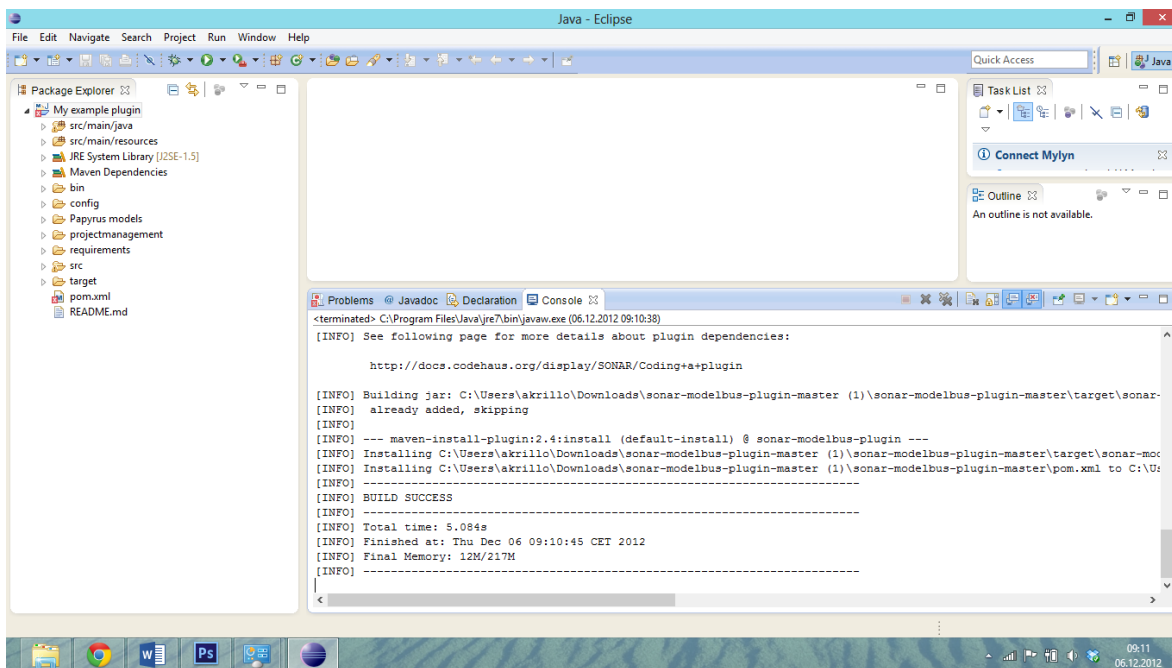 Java - Eclipse
File Edit Navigate Search Project Run Window Help
Quick Access
Java
Package Explorer
My example plugin
src/main/java
src/main/resources
JRE System Library [J2SE-1.5]
Maven Dependencies
bin
config
Papyrus models
projectmanagement
requirements
src
target
pom.xml
README.md
Task List
Connect Mylyn
Outline
An outline is not available.
Problems @ Javadoc Declaration Console
<terminated> C:\Program Files\Java\jre7\bin\javaw.exe (06.12.2012 09:10:38)
[INFO] See following page for more details about plugin dependencies:
http://docs.codehaus.org/display/SONAR/Coding+a+plugin
[INFO] Building jar: C:\Users\akrillo\Downloads\sonar-modelbus-plugin-master (1)\sonar-modelbus-plugin-master\target\sonar-
[INFO] already added, skipping
[INFO]
[INFO] --- maven-install-plugin:2.4:install (default-install) @ sonar-modelbus-plugin ---
[INFO] Installing C:\Users\akrillo\Downloads\sonar-modelbus-plugin-master (1)\sonar-modelbus-plugin-master\target\sonar-mod
[INFO] Installing C:\Users\akrillo\Downloads\sonar-modelbus-plugin-master (1)\sonar-modelbus-plugin-master\pom.xml to C:\Us
[INFO] ------------------------------------------------------------------------
[INFO] BUILD SUCCESS
[INFO] ------------------------------------------------------------------------
[INFO] Total time: 5.084s
[INFO] Finished at: Thu Dec 06 09:10:45 CET 2012
[INFO] Final Memory: 12M/217M
[INFO] ------------------------------------------------------------------------
Ps
09:11
06.12.2012